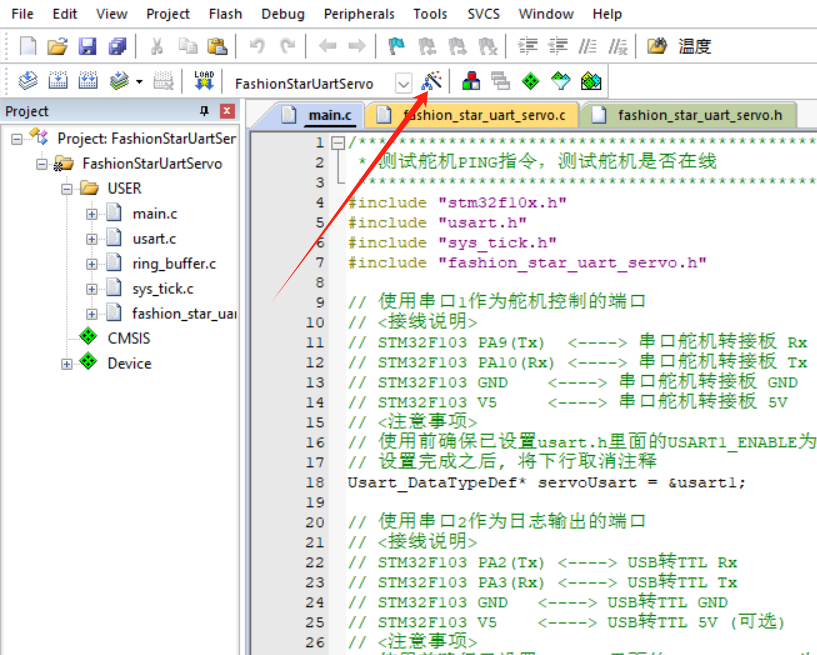 File Edit View Project Flash Debug Peripherals Tools SVCS Window Help
温度
LOAD FashionStarUartServo
Project
main.c fashion_star_uart_servo.c fashion_star_uart_servo.h
Project: FashionStarUartSer
FashionStarUartServo
USER
main.c
usart.c
ring_buffer.c
sys_tick.c
fashion_star_uar
CMSIS
Device
1 /************************************************
2 * 测试舵机PING指令，测试舵机是否在线
3 ************************************************
4 #include "stm32f10x.h"
5 #include "usart.h"
6 #include "sys_tick.h"
7 #include "fashion_star_uart_servo.h"
8
9 // 使用串口1作为舵机控制的端口
10 // <接线说明>
11 // STM32F103 PA9(Tx) <----> 串口舵机转接板 Rx
12 // STM32F103 PA10(Rx) <----> 串口舵机转接板 Tx
13 // STM32F103 GND <----> 串口舵机转接板 GND
14 // STM32F103 V5 <----> 串口舵机转接板 5V
15 // <注意事项>
16 // 使用前确保已设置usart.h里面的USART1_ENABLE为
17 // 设置完成之后, 将下行取消注释
18 Usart_DataTypeDef* servoUsart = &usart1;
19
20 // 使用串口2作为日志输出的端口
21 // <接线说明>
22 // STM32F103 PA2(Tx) <----> USB转TTL Rx
23 // STM32F103 PA3(Rx) <----> USB转TTL Tx
24 // STM32F103 GND <----> USB转TTL GND
25 // STM32F103 V5 <----> USB转TTL 5V (可选)
26 // <注意事项>